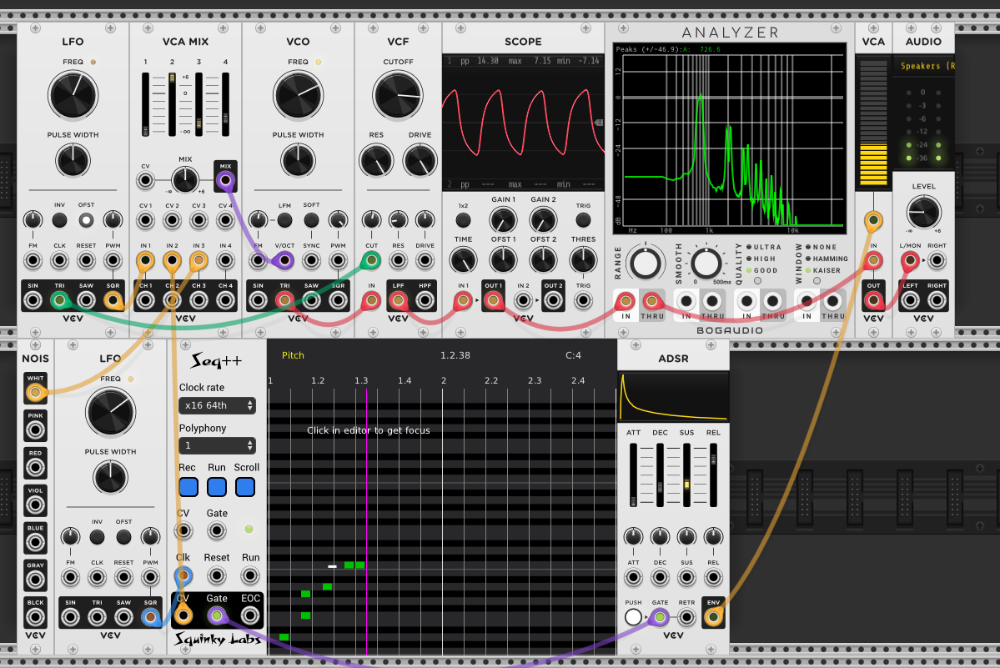 LFO VCA MIX VCO VCF SCOPE ANALYZER VCA AUDIO
FREQ 1 2 3 4 FREQ CUTOFF 1 pp 14.30 max 7.15 min -7.14 Peaks (+/-46.9):A: 726.6 Speakers (R
+6
0
-∞
12 0 -12 -24 -48 dB
0
-3
-6
-12
-24
-36
PULSE WIDTH PULSE WIDTH RES DRIVE
MIX
CV -∞ +6 MIX
2 pp --- max --- min ---
LEVEL
INV OFST CV 1 CV 2 CV 3 CV 4 LFM SOFT 1x2 GAIN 1 GAIN 2 TRIG
Hz 100 1k 10k
-∞ +6
FM CLK RESET PWM IN 1 IN 2 IN 3 IN 4 FM V/OCT SYNC PWM CUT RES DRIVE TIME OFST 1 OFST 2 THRES
RANGE SMOOTH 0 500ms QUALITY ULTRA HIGH GOOD WINDOW NONE HAMMING KAISER
IN L/MON RIGHT
SIN TRI SAW SQR CH 1 CH 2 CH 3 CH 4 SIN TRI SAW SQR IN LPF HPF IN 1 OUT 1 IN 2 OUT 2 TRIG
OUT LEFT RIGHT
IN THRU IN THRU IN THRU IN THRU
VCV VCV VCV VCV VCV BOGAUDIO VCV VCV
NOIS LFO Seq++ Pitch 1.2.38 C:4 ADSR
WHIT FREQ Clock rate 1 1.2 1.3 1.4 2 2.2 2.3 2.4
x16 64th
PINK Polyphony Click in editor to get focus ATT DEC SUS REL
1
RED PULSE WIDTH Rec Run Scroll
VIOL
BLUE INV OFST CV Gate
GRAY FM CLK RESET PWM Clk Reset Run ATT DEC SUS REL
BLCK SIN TRI SAW SQR CV Gate EOC PUSH GATE RETR ENV
VCV VCV Squinky Labs VCV